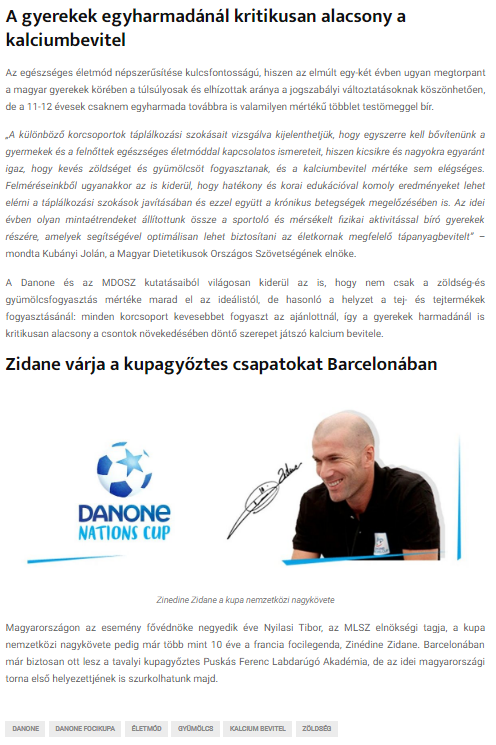 A gyerekek egyharmadánál kritikusan alacsony a
kalciumbevitel
Az egészséges életmód népszerűsítése kulcsfontosságú, hiszen az elmúlt egy-két évben ugyan megtorpant
a magyar gyerekek körében a túlsúlyosak és elhízottak aránya a jogszabályi változtatásoknak köszönhetően,
de a 11-12 évesek csaknem egyharmada továbbra is valamilyen mértékű többlet testömeggel bír.
„A különböző korcsoportok táplálkozási szokásait vizsgálva kijelenthetjük, hogy egyszerre kell bővítenünk a
gyermekek és a felnőttek egészséges életmóddal kapcsolatos ismereteit, hiszen kicsikre és nagyokra egyaránt
igaz, hogy kevés zöldséget és gyümölcsöt fogyasztanak, és a kalciumbevitel mértéke sem elégséges.
Felméréseinkből ugyanakkor az is kiderül, hogy hatékony és korai edukációval komoly eredményeket lehet
elérni a táplálkozási szokások javításában és ezzel együtt a krónikus betegségek megelőzésében is. Az idei
évben olyan mintaétrendeket állítottunk össze a sportoló és mérsékelt fizikai aktivitással bíró gyerekek
részére, amelyek segítségével optimálisan lehet biztosítani az életkornak megfelelő tápanyagbevitelt” –
mondta Kubányi Jolán, a Magyar Dietetikusok Országos Szövetségének elnöke.
A Danone és az MDOSZ kutatásaiból világosan kiderül az is, hogy nem csak a zöldség-és
gyümölcsfogyasztás mértéke marad el az ideálistól, de hasonló a helyzet a tej- és tejtermékek
fogyasztásánál: minden korcsoport kevesebbet fogyaszt az ajánlottnál, így a gyerekek harmadánál is
kritikusan alacsony a csontok növekedésében döntő szerepet játszó kalcium bevitele.
Zidane várja a kupagyőztes csapatokat Barcelonában
DANONE
NATIONS CUP
Zinedine Zidane a kupa nemzetközi nagykövete
Magyarországon az esemény fővédnöke negyedik éve Nyilasi Tibor, az MLSZ elnökségi tagja, a kupa
nemzetközi nagykövete pedig már több mint 10 éve a francia focilegenda, Zinédine Zidane. Barcelonában
már biztosan ott lesz a tavalyi kupagyőztes Puskás Ferenc Labdarúgó Akadémia, de az idei magyarországi
torna első helyezettjének is szurkolhatunk majd.
DANONE DANONE FOCIKUPA ÉLETMÓD GYÜMÖLCS KALCIUM BEVITEL ZÖLDSÉG